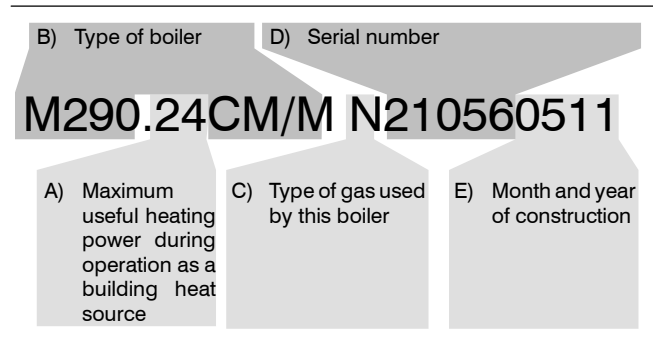 B) Type of boiler
D) Serial number
M290.24CM/M N210560511
A) Maximum
useful heating
power during
operation as a
building heat
source
C) Type of gas used
by this boiler
E) Month and year
of construction